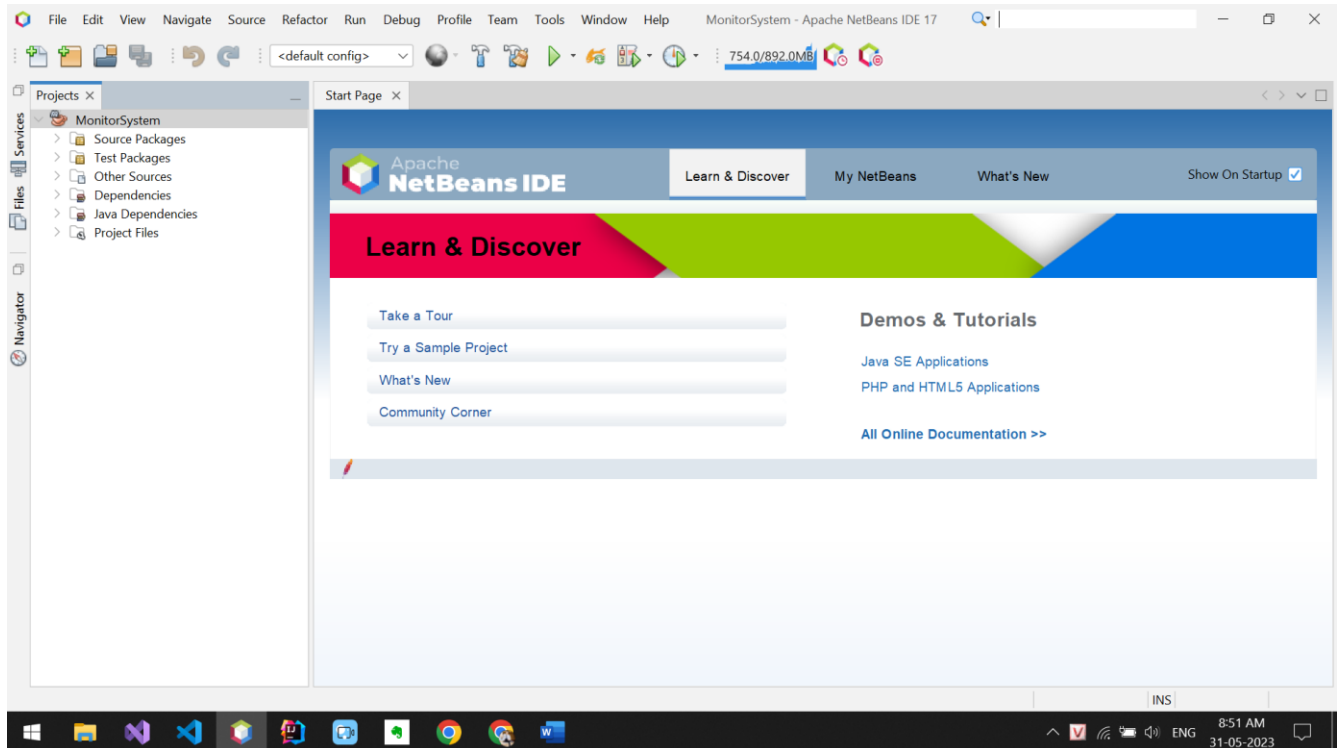 File Edit View Navigate Source Refactor Run Debug Profile Team Tools Window Help MonitorSystem - Apache NetBeans IDE 17
<default config> 754.0/892.0MB
Projects
Start Page
Services
Files
Navigator
MonitorSystem
Source Packages
Test Packages
Other Sources
Dependencies
Java Dependencies
Project Files
Apache
NetBeans IDE
Learn & Discover My NetBeans What's New Show On Startup
Learn & Discover
Take a Tour
Try a Sample Project
What's New
Community Corner
Demos & Tutorials
Java SE Applications
PHP and HTML5 Applications
All Online Documentation >>
INS
ENG
8:51 AM
31-05-2023